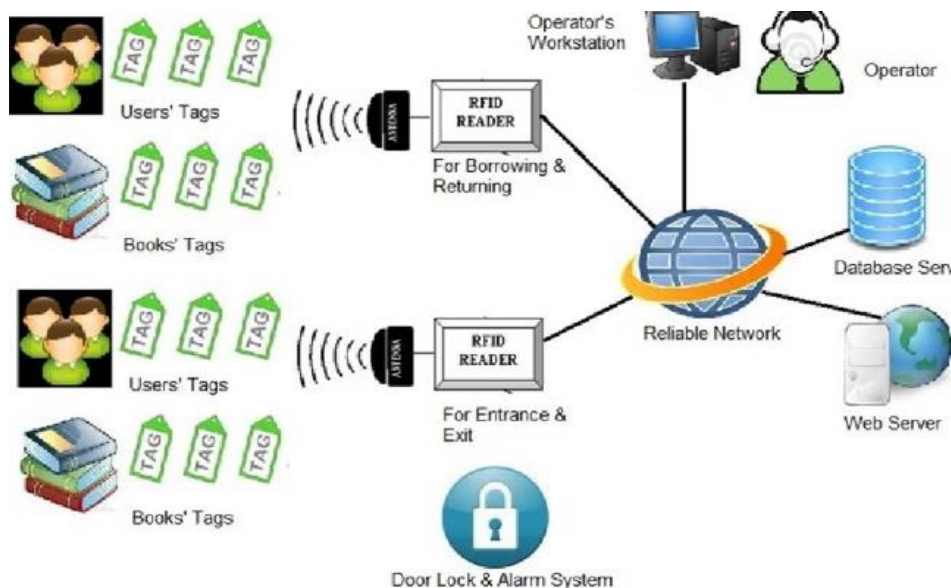 Operator's
Workstation
Operator
TAG TAG TAG
Users' Tags
ANTENNA
RFID
READER
For Borrowing &
Returning
TAG TAG TAG
Books' Tags
Database Serv
Reliable Network
TAG TAG TAG
Users' Tags
ANTENNA
RFID
READER
For Entrance &
Exit
Web Server
TAG TAG TAG
Books' Tags
Door Lock & Alarm System